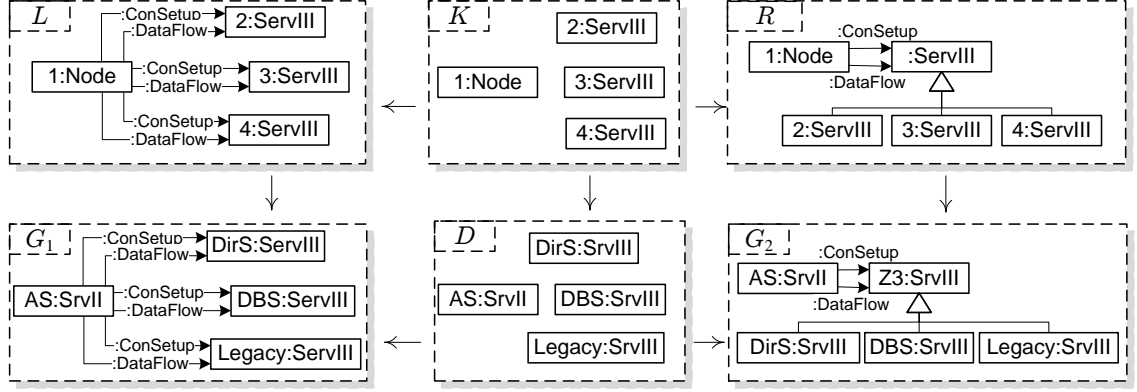 L
:ConSetup
:DataFlow
2:ServIII
1:Node
:ConSetup
:DataFlow
3:ServIII
:ConSetup
:DataFlow
4:ServIII
K
2:ServIII
1:Node
3:ServIII
4:ServIII
R
:ConSetup
1:Node
:ServIII
:DataFlow
2:ServIII
3:ServIII
4:ServIII
G1
:ConSetup
:DataFlow
DirS:ServIII
AS:SrvII
:ConSetup
:DataFlow
DBS:ServIII
:ConSetup
:DataFlow
Legacy:ServIII
D
DirS:SrvIII
AS:SrvII
DBS:SrvIII
Legacy:SrvIII
G2
:ConSetup
AS:SrvII
Z3:SrvIII
:DataFlow
DirS:SrvIII
DBS:SrvIII
Legacy:SrvIII